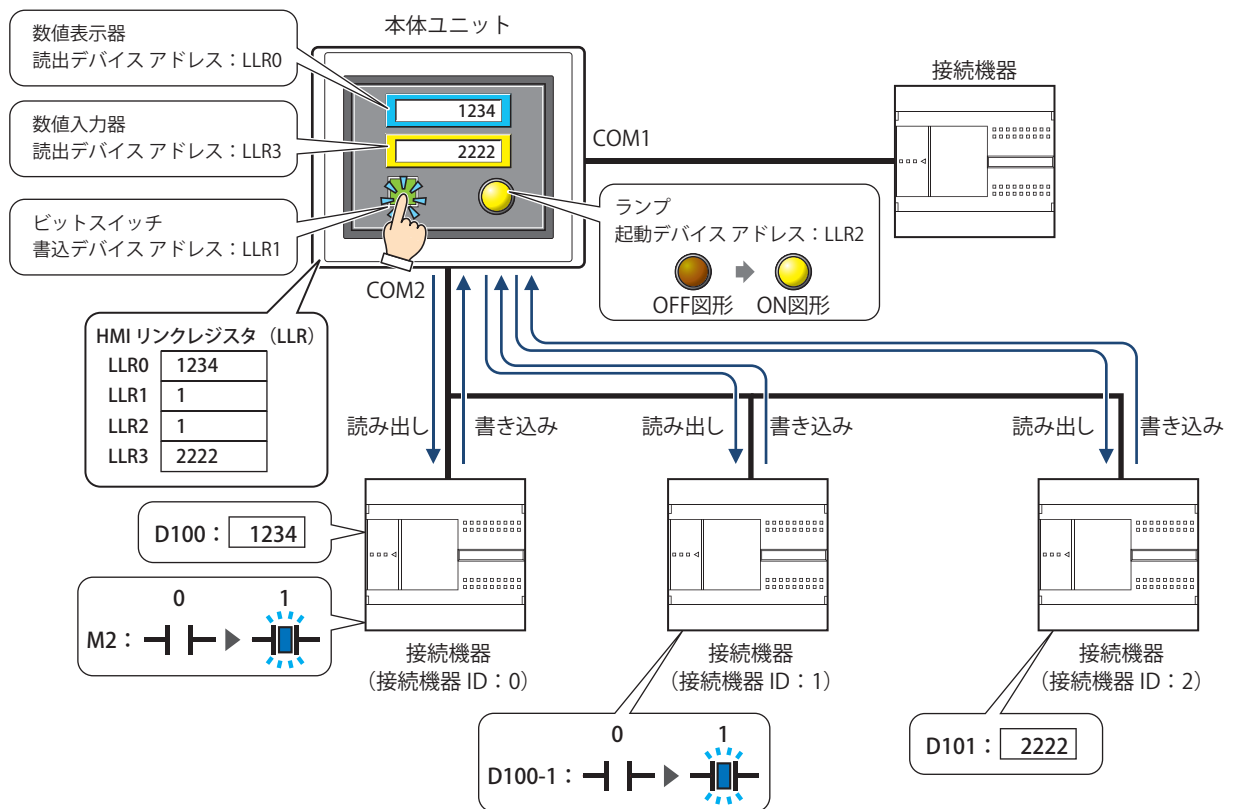 本体ユニット
数値表示器
読出デバイス アドレス：LLR0
数値入力器
読出デバイス アドレス：LLR3
ビットスイッチ
書込デバイス アドレス：LLR1
1234
2222
COM1
接続機器
ランプ
起動デバイス アドレス：LLR2
OFF図形
ON図形
COM2
HMI リンクレジスタ （LLR）
LLR0 1234
LLR1 1
LLR2 1
LLR3 2222
読み出し
書き込み
読み出し
書き込み
読み出し
書き込み
D100： 1234
0 1
M2：
接続機器
（接続機器 ID：0）
接続機器
（接続機器 ID：1）
接続機器
（接続機器 ID：2）
0 1
D100-1：
D101： 2222